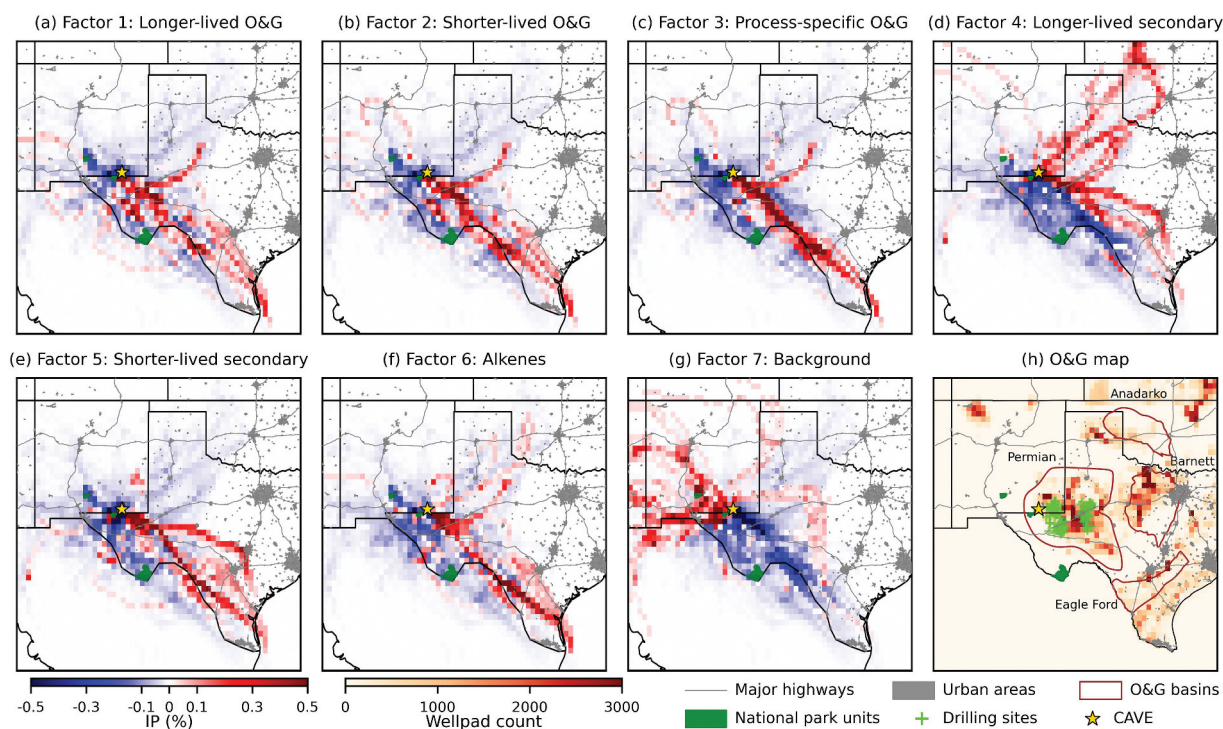 (a) Factor 1: Longer-lived O&G
(b) Factor 2: Shorter-lived O&G
(c) Factor 3: Process-specific O&G
(d) Factor 4: Longer-lived secondary
(e) Factor 5: Shorter-lived secondary
(f) Factor 6: Alkenes
(g) Factor 7: Background
(h) O&G map
Anadarko
Permian
Barnett
Eagle Ford
-0.5 -0.3 -0.1 0 0.1 0.3 0.5
IP (%)
0 1000 2000 3000
Wellpad count
Major highways
Urban areas
O&G basins
National park units
Drilling sites
CAVE